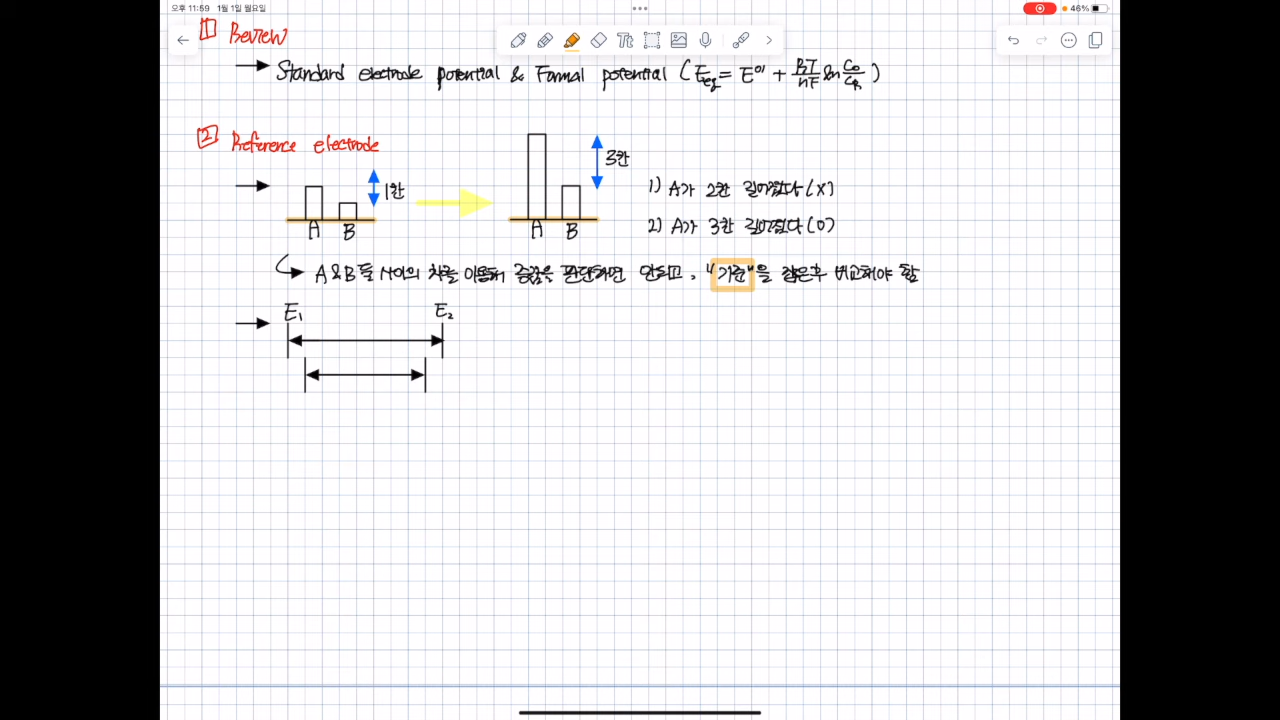 오후 11:59 1월 1일 월요일
46%
1 Review
→ Standard electrode potential & Formal potential (Eeq = E0' + RT/nF ln Co/CR)
2 Reference electrode
→ A B 1칸
A B 3칸
1) A가 2칸 길어졌다 (X)
2) A가 3칸 길어졌다 (O)
A&B 둘 사이의 차를 이용해 증감을 판단하면 안되고, "기준"을 잡은후 비교해야 함
→ E1 E2